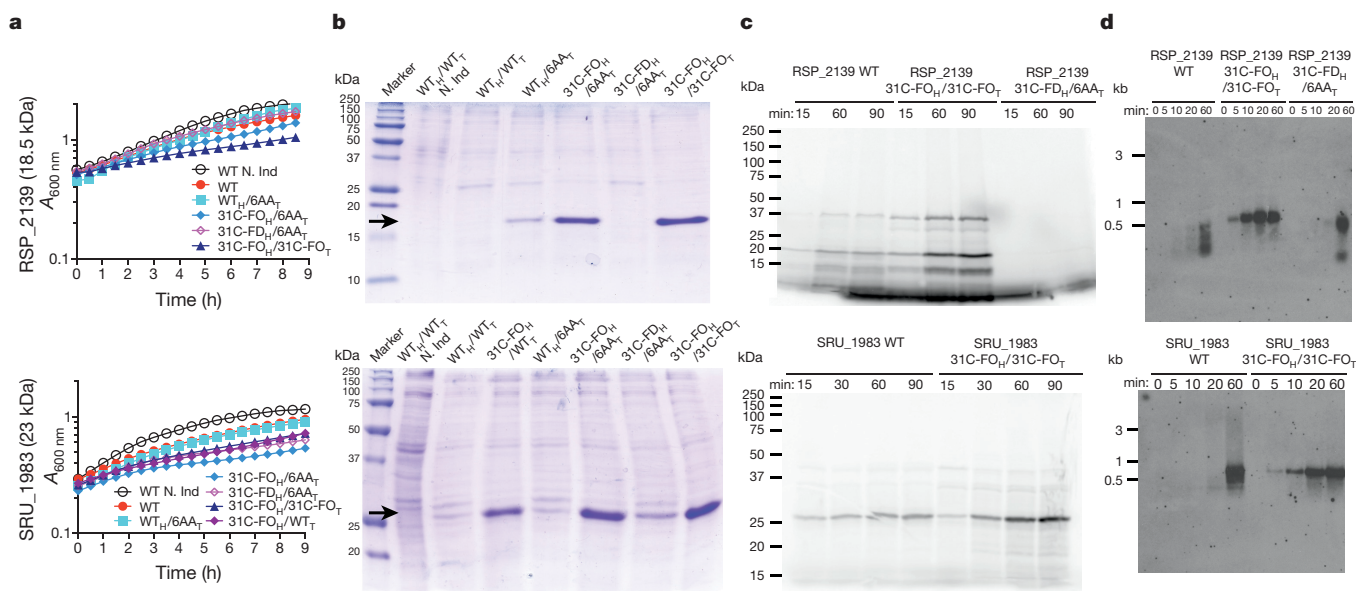 a
RSP_2139 (18.5 kDa)
A600 nm
1
0.1
0 1 2 3 4 5 6 7 8 9
Time (h)
WT N. Ind
WT
WTH/6AAT
31C-FOH/6AAT
31C-FDH/6AAT
31C-FOH/31C-FOT
SRU_1983 (23 kDa)
A600 nm
1
0.1
0 1 2 3 4 5 6 7 8 9
Time (h)
WT N. Ind
WT
WTH/6AAT
31C-FOH/6AAT
31C-FDH/6AAT
31C-FOH/31C-FOT
31C-FOH/WTT
b
kDa
Marker
WTH/WTT
N. Ind
WTH/WTT
WTH/6AAT
31C-FOH
/6AAT
31C-FDH
/6AAT
31C-FOH
/31C-FOT
250
150
100
75
50
37
25
20
15
10
kDa
Marker
WTH/WTT
N. Ind
WTH/WTT
31C-FOH
/WTT
WTH/6AAT
31C-FOH
/6AAT
31C-FDH
/6AAT
31C-FOH
/31C-FOT
250
150
100
75
50
37
25
20
c
kDa
RSP_2139 WT
RSP_2139
31C-FOH/31C-FOT
RSP_2139
31C-FDH/6AAT
min: 15 60 90 15 60 90 15 60 90
250
150
100
75
50
37
25
20
15
kDa
SRU_1983 WT
SRU_1983
31C-FOH/31C-FOT
min: 15 30 60 90 15 30 60 90
250
150
100
75
50
37
25
20
15
d
kb
RSP_2139
WT
RSP_2139
31C-FOH
/31C-FOT
RSP_2139
31C-FDH
/6AAT
min: 0 5 10 20 60 0 5 10 20 60 0 5 10 20 60
3
1
0.5
kb
SRU_1983
WT
SRU_1983
31C-FOH/31C-FOT
min: 0 5 10 20 60 0 5 10 20 60
3
1
0.5